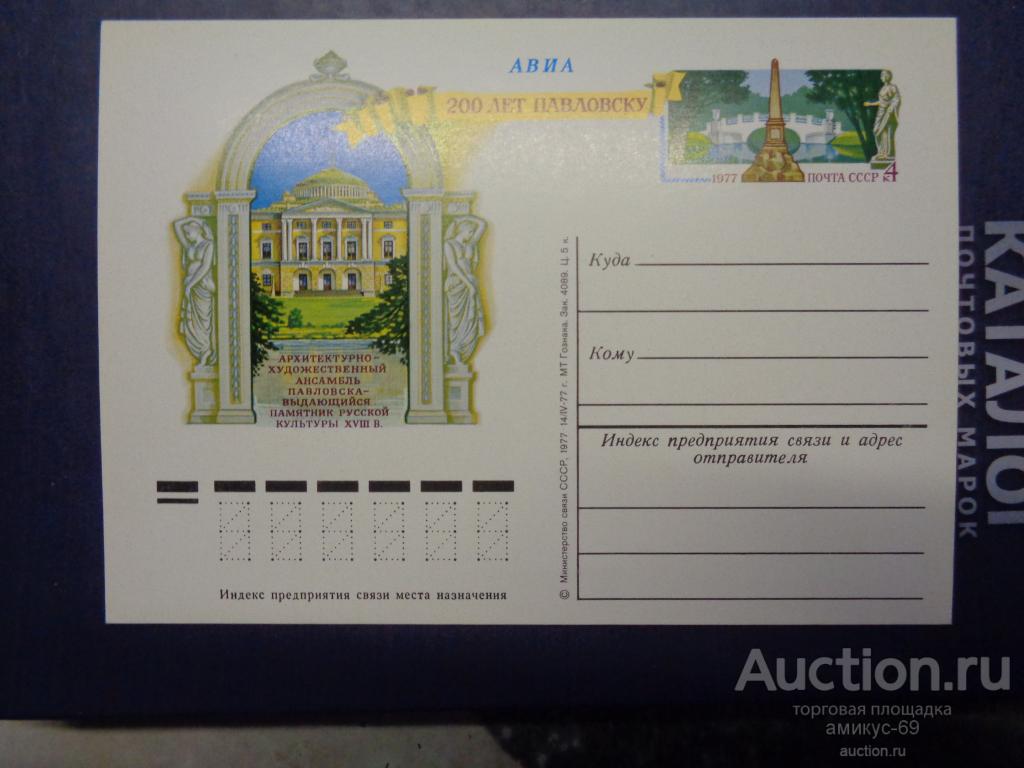 АВИА
200 ЛЕТ ПАВЛОВСКУ
1977 ПОЧТА СССР к4
АРХИТЕКТУРНО-
ХУДОЖЕСТВЕННЫЙ
АНСАМБЛЬ
ПАВЛОВСКА-
ВЫДАЮЩИЙСЯ
ПАМЯТНИК РУССКОЙ
КУЛЬТУРЫ XVIII В.
Куда
Кому
Индекс предприятия связи и адрес
отправителя
© Министерство связи СССР, 1977 14/IV-77 г. МТ Гознака. Зак. 4089. Ц. 5 к.
Индекс предприятия связи места назначения
КАТАЛОГ
ПОЧТОВЫХ МАРОК
Auction.ru
торговая площадка
амикус-69
auction.ru